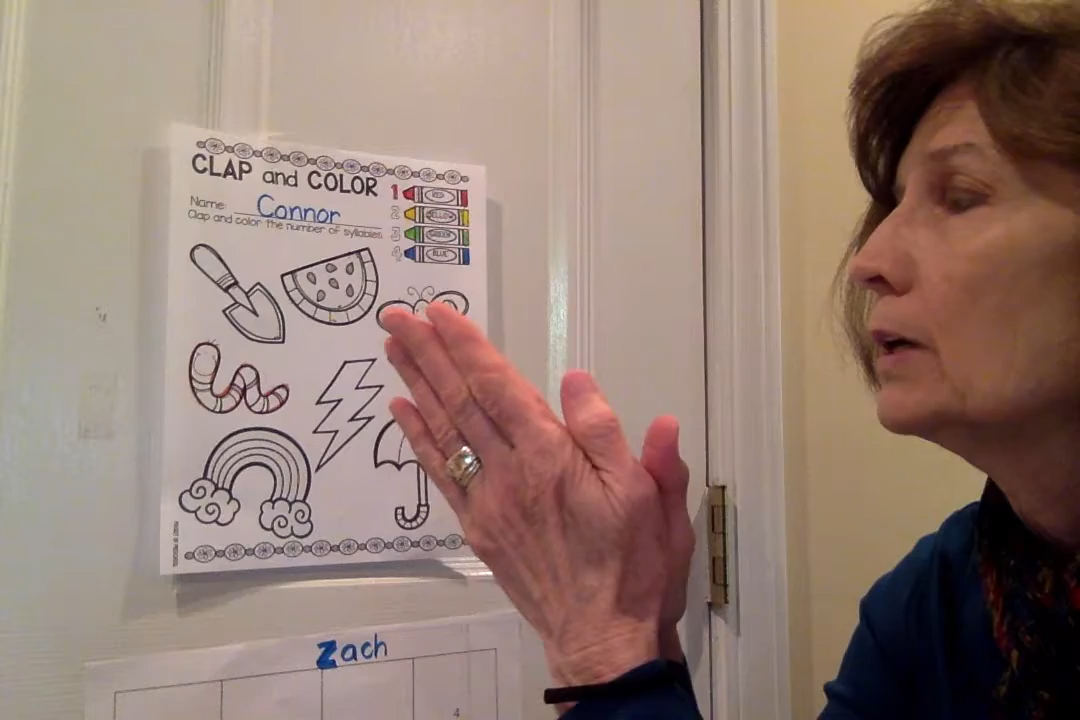 CLAP and COLOR
Name: Connor
Clap and color the number of syllables.
1 RED
2 YELLOW
3 GREEN
4 BLUE
Zach
4